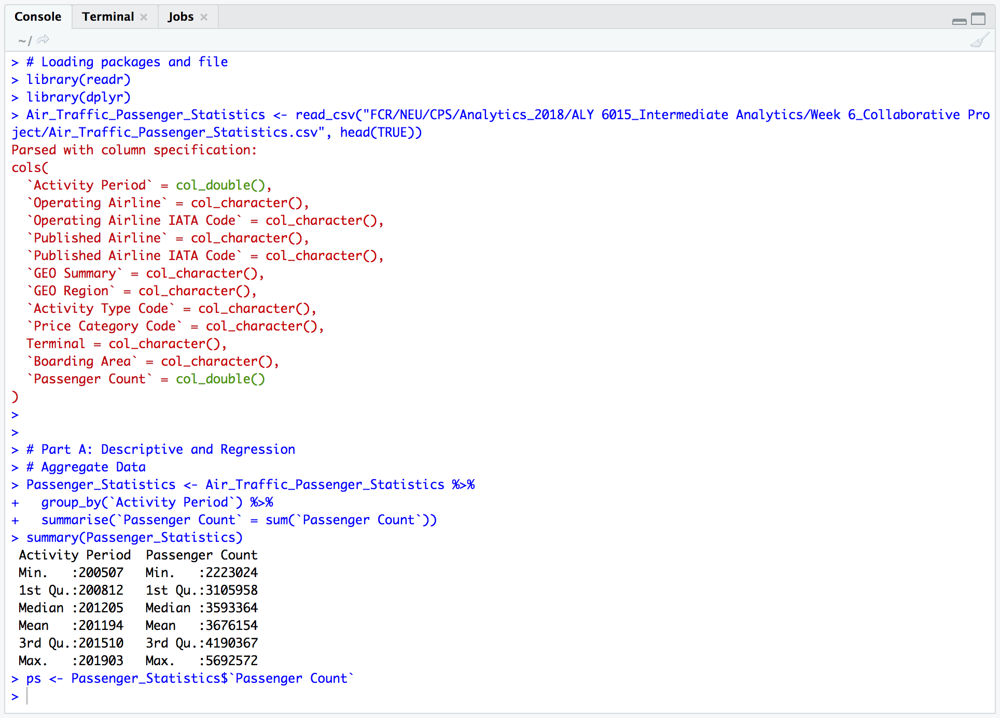 Console Terminal Jobs
~/
> # Loading packages and file
> library(readr)
> library(dplyr)
> Air_Traffic_Passenger_Statistics <- read_csv("FCR/NEU/CPS/Analytics_2018/ALY 6015_Intermediate Analytics/Week 6_Collaborative Pro
ject/Air_Traffic_Passenger_Statistics.csv", head(TRUE))
Parsed with column specification:
cols(
  `Activity Period` = col_double(),
  `Operating Airline` = col_character(),
  `Operating Airline IATA Code` = col_character(),
  `Published Airline` = col_character(),
  `Published Airline IATA Code` = col_character(),
  `GEO Summary` = col_character(),
  `GEO Region` = col_character(),
  `Activity Type Code` = col_character(),
  `Price Category Code` = col_character(),
  Terminal = col_character(),
  `Boarding Area` = col_character(),
  `Passenger Count` = col_double()
)
>
>
> # Part A: Descriptive and Regression
> # Aggregate Data
> Passenger_Statistics <- Air_Traffic_Passenger_Statistics %>%
+   group_by(`Activity Period`) %>%
+   summarise(`Passenger Count` = sum(`Passenger Count`))
> summary(Passenger_Statistics)
 Activity Period  Passenger Count
 Min.   :200507   Min.   :2223024
 1st Qu.:200812   1st Qu.:3105958
 Median :201205   Median :3593364
 Mean   :201194   Mean   :3676154
 3rd Qu.:201510   3rd Qu.:4190367
 Max.   :201903   Max.   :5692572
> ps <- Passenger_Statistics$`Passenger Count`
>